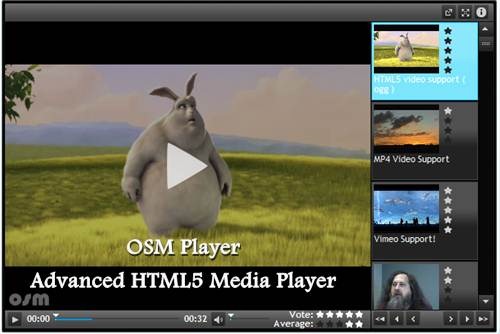 HTML5 video support (
ogg )
MP4 Video Support
Vimeo Support!
OSM Player
Advanced HTML5 Media Player
osm
00:00
00:32
Vote:
Average: